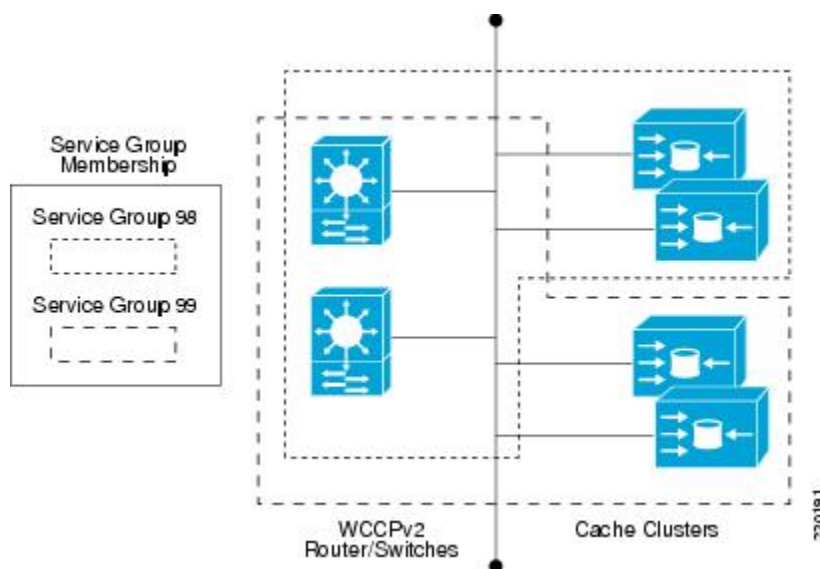 Service Group
Membership
Service Group 98
Service Group 99
WCCPv2
Router/Switches
Cache Clusters